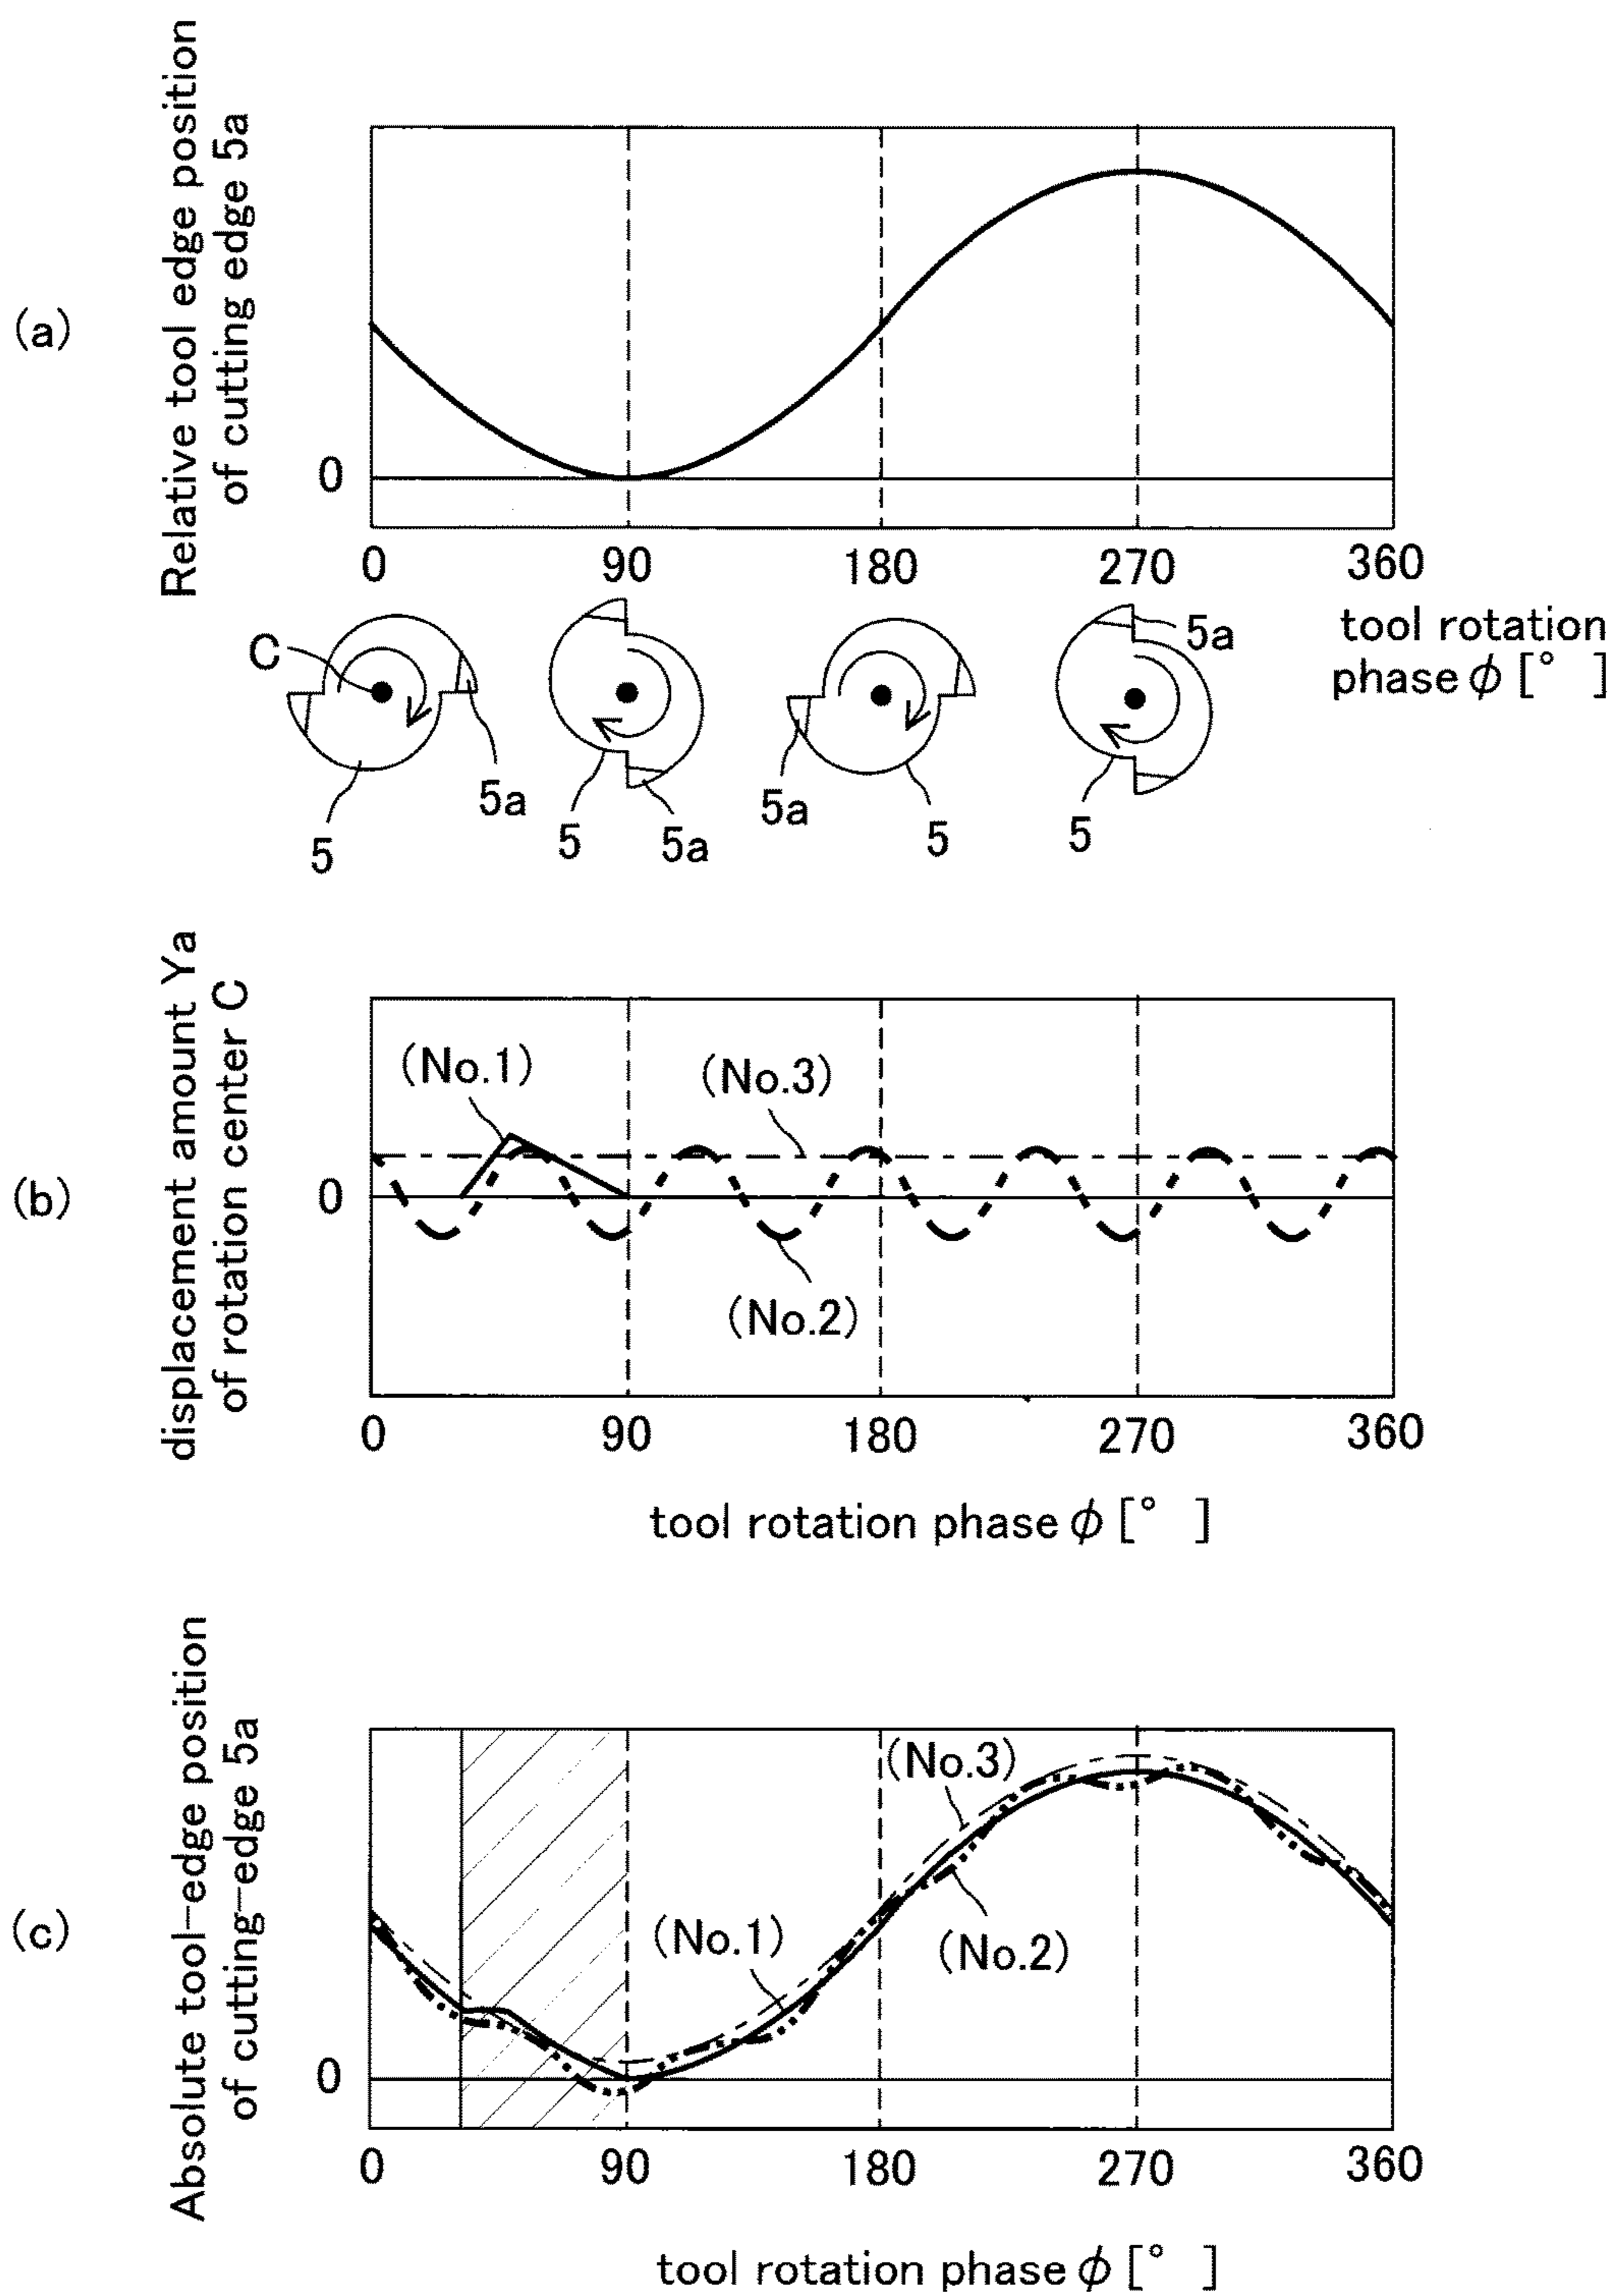 (a)
Relative tool edge position
of cutting edge 5a
0
0 90 180 270 360
tool rotation
phase ϕ [° ]
C
5a
5
5a
5
5a
5
5a
5
(b)
displacement amount Ya
of rotation center C
(No.1)
(No.3)
0
(No.2)
0 90 180 270 360
tool rotation phase ϕ [° ]
(c)
Absolute tool-edge position
of cutting-edge 5a
(No.3)
(No.1)
(No.2)
0
0 90 180 270 360
tool rotation phase ϕ [° ]